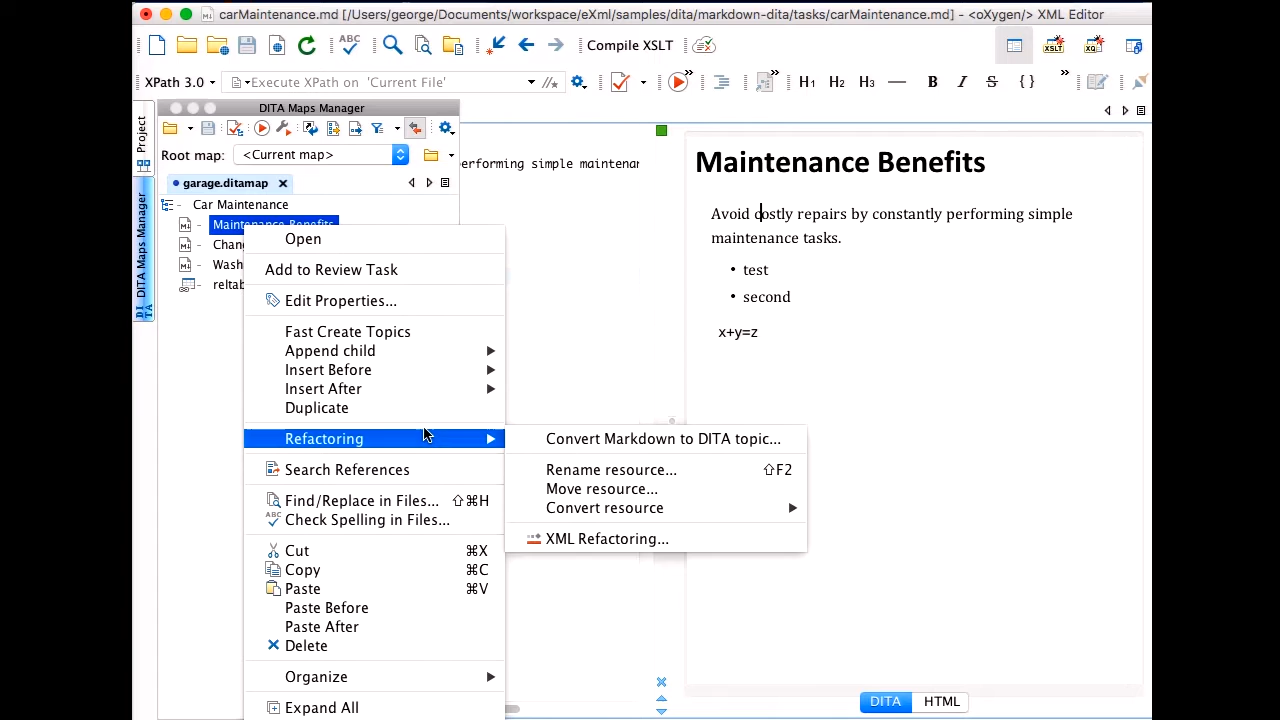 carMaintenance.md [/Users/george/Documents/workspace/eXml/samples/dita/markdown-dita/tasks/carMaintenance.md] - <oXygen/> XML Editor
ABC Compile XSLT XSLT XQ
XPath 3.0 Execute XPath on 'Current File' H1 H2 H3 B I S { }
DITA Maps Manager
Project
DITA Maps Manager
Root map: <Current map>
garage.ditamap
Car Maintenance
Maintenance Benefits
Chan
Wash
reltab
Open
Add to Review Task
Edit Properties...
Fast Create Topics
Append child
Insert Before
Insert After
Duplicate
Refactoring
Search References
Find/Replace in Files... ⇧⌘H
ABC Check Spelling in Files...
Cut ⌘X
Copy ⌘C
Paste ⌘V
Paste Before
Paste After
Delete
Organize
Expand All
Convert Markdown to DITA topic...
Rename resource... ⇧F2
Move resource...
Convert resource
XML Refactoring...
erforming simple maintenan
Maintenance Benefits
Avoid costly repairs by constantly performing simple
maintenance tasks.
• test
• second
x+y=z
DITA HTML